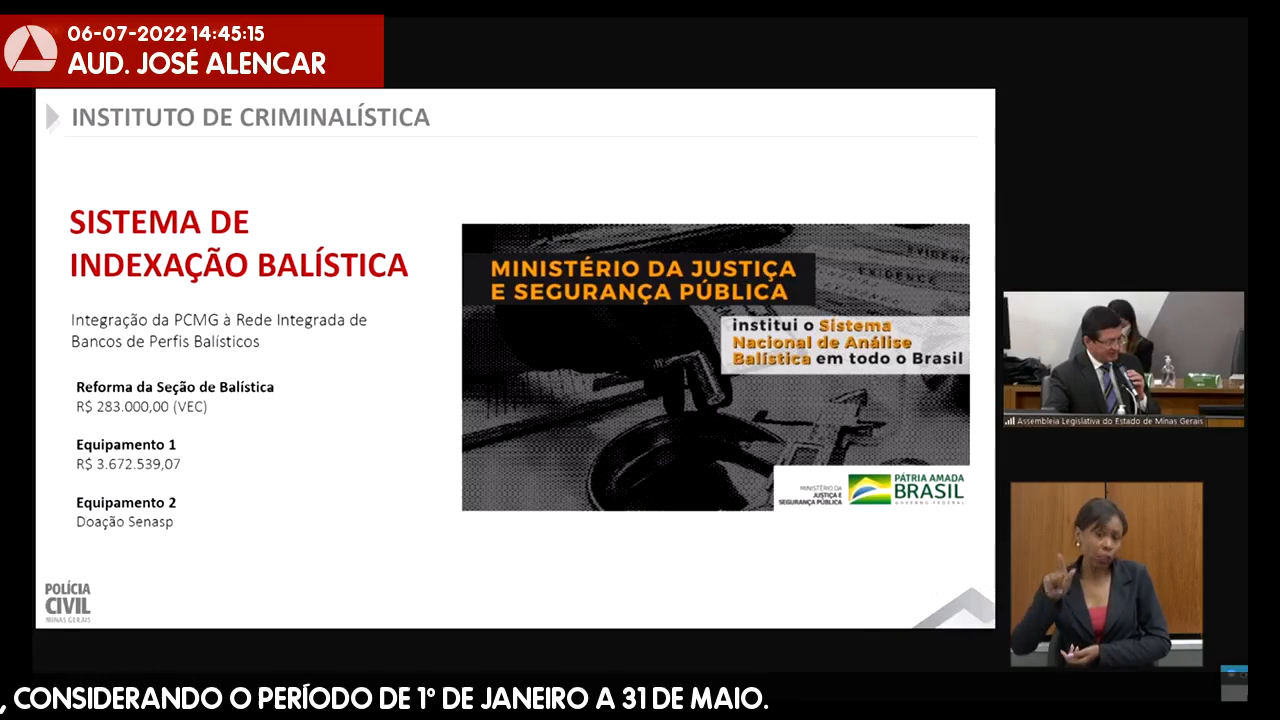 06-07-2022 14:45:15
AUD. JOSÉ ALENCAR
INSTITUTO DE CRIMINALÍSTICA
SISTEMA DE
INDEXAÇÃO BALÍSTICA
Integração da PCMG à Rede Integrada de
Bancos de Perfis Balísticos
Reforma da Seção de Balística
R$ 283.000,00 (VEC)
Equipamento 1
R$ 3.672.539,07
Equipamento 2
Doação Senasp
EVIDENCE
EVIDENCE
MINISTÉRIO DA JUSTIÇA
E SEGURANÇA PÚBLICA
institui o Sistema
Nacional de Análise
Balística em todo o Brasil
MINISTÉRIO DA
JUSTIÇA E
SEGURANÇA PÚBLICA
PÁTRIA AMADA
BRASIL
GOVERNO FEDERAL
POLÍCIA
CIVIL
MINAS GERAIS
Assembleia Legislativa do Estado de Minas Gerais
, CONSIDERANDO O PERÍODO DE 1º DE JANEIRO A 31 DE MAIO.